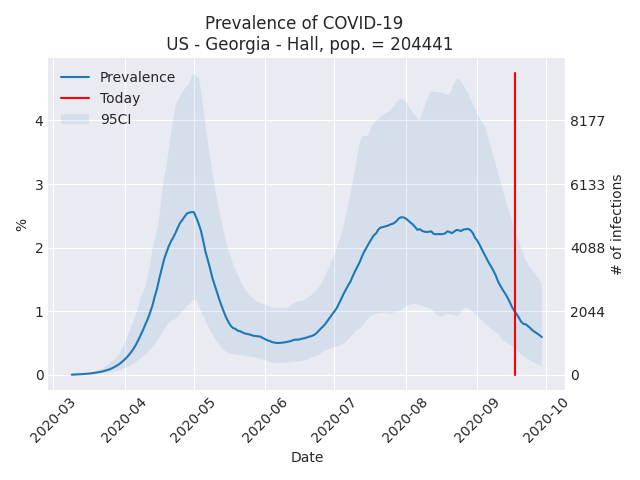 Prevalence of COVID-19
US - Georgia - Hall, pop. = 204441
Prevalence
Today
95CI
%
4
3
2
1
0
8177
6133
4088
2044
0
# of infections
2020-03
2020-04
2020-05
2020-06
2020-07
2020-08
2020-09
2020-10
Date